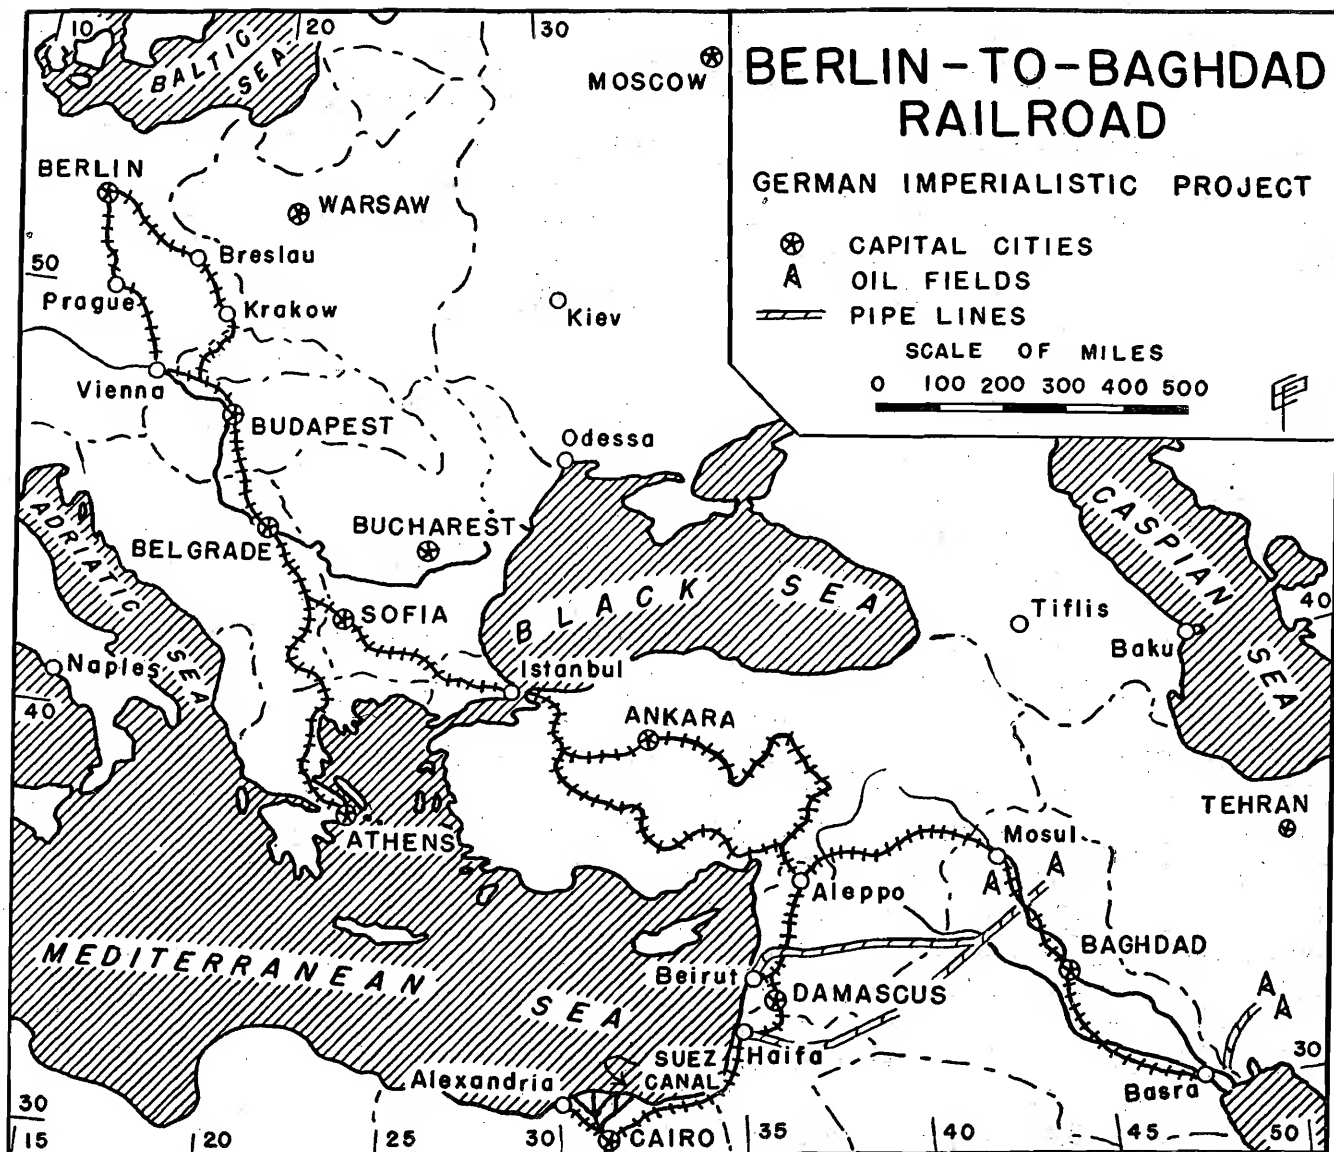 10
20
30
BALTIC
SEA
MOSCOW
BERLIN-TO-BAGHDAD
RAILROAD
GERMAN IMPERIALISTIC PROJECT
CAPITAL CITIES
OIL FIELDS
PIPE LINES
SCALE OF MILES
0 100 200 300 400 500
BERLIN
WARSAW
Breslau
50
Prague
Krakow
Kiev
Vienna
BUDAPEST
Odessa
ADRIATIC
SEA
BUCHAREST
BELGRADE
CASPIAN
SEA
BLACK SEA
SOFIA
Tiflis
40
Baku
Naples
Istanbul
40
ANKARA
TEHRAN
ATHENS
Mosul
Aleppo
MEDITERRANEAN
SEA
BAGHDAD
Beirut
DAMASCUS
Haifa
SUEZ
CANAL
Alexandria
Basra
30
CAIRO
30
15
20
25
30
35
40
45
50